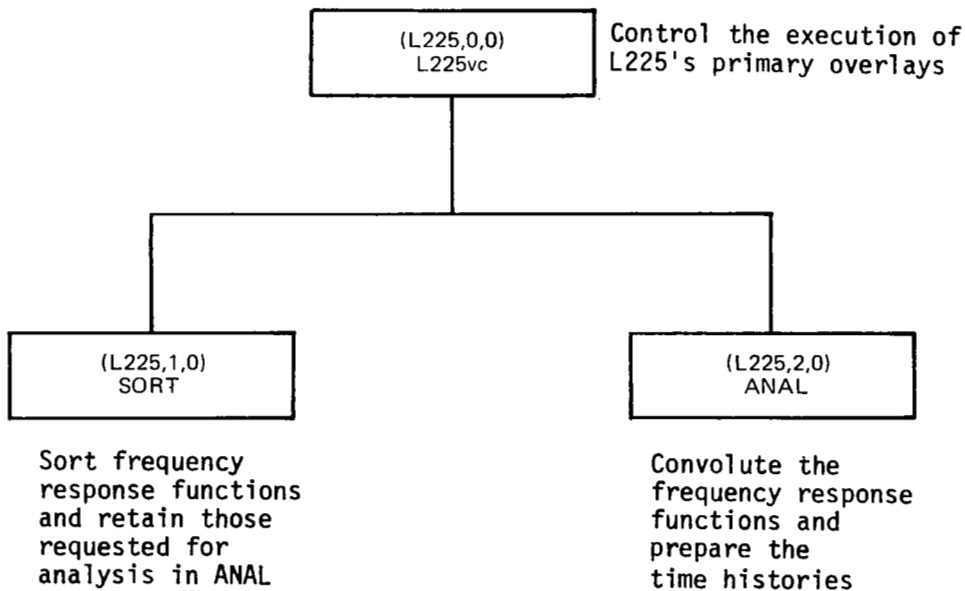 (L225,0,0)
L225vc
Control the execution of
L225's primary overlays
(L225,1,0)
SORT
(L225,2,0)
ANAL
Sort frequency
response functions
and retain those
requested for
analysis in ANAL
Convolute the
frequency response
functions and
prepare the
time histories